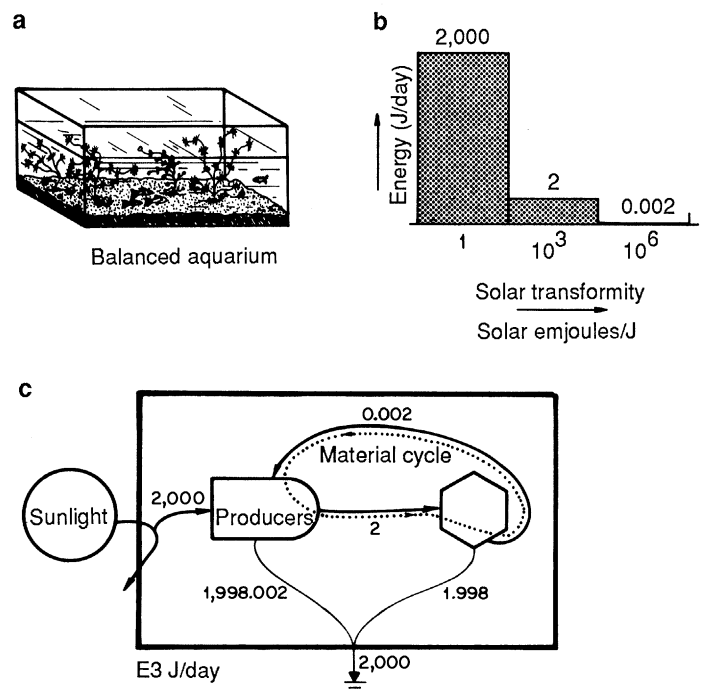 a
Balanced aquarium
b
Energy (J/day)
2,000
2
0.002
1
10³
10⁶
Solar transformity
Solar emjoules/J
c
0.002
Material cycle
Sunlight
2,000
Producers
2
1,998.002
1.998
2,000
E3 J/day